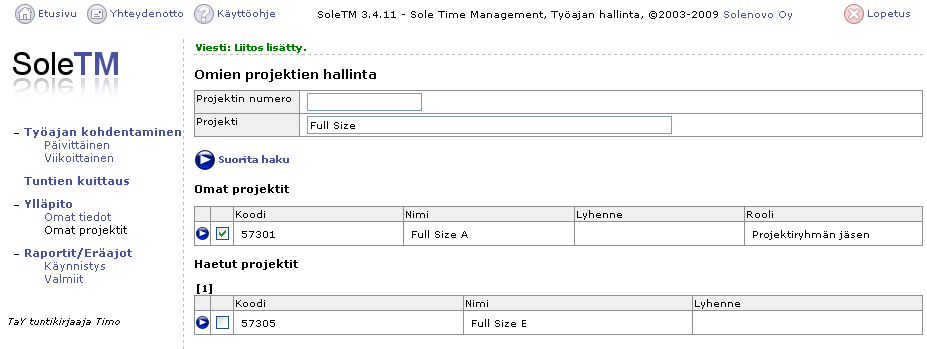 Etusivu Yhteydenotto Käyttöohje SoleTM 3.4.11 - Sole Time Management, Työajan hallinta, ©2003-2009 Solenovo Oy Lopetus
SoleTM
Viesti: Liitos lisätty.
Omien projektien hallinta
Projektin numero
Projekti Full Size
Suorita haku
– Työajan kohdentaminen
Päivittäinen
Viikoittainen
Tuntien kuittaus
– Ylläpito
Omat tiedot
Omat projektit
– Raportit/Eräajot
Käynnistys
Valmiit
TaY tuntikirjaaja Timo
Omat projektit
Koodi Nimi Lyhenne Rooli
57301 Full Size A Projektiryhmän jäsen
Haetut projektit
[1]
Koodi Nimi Lyhenne
57305 Full Size E